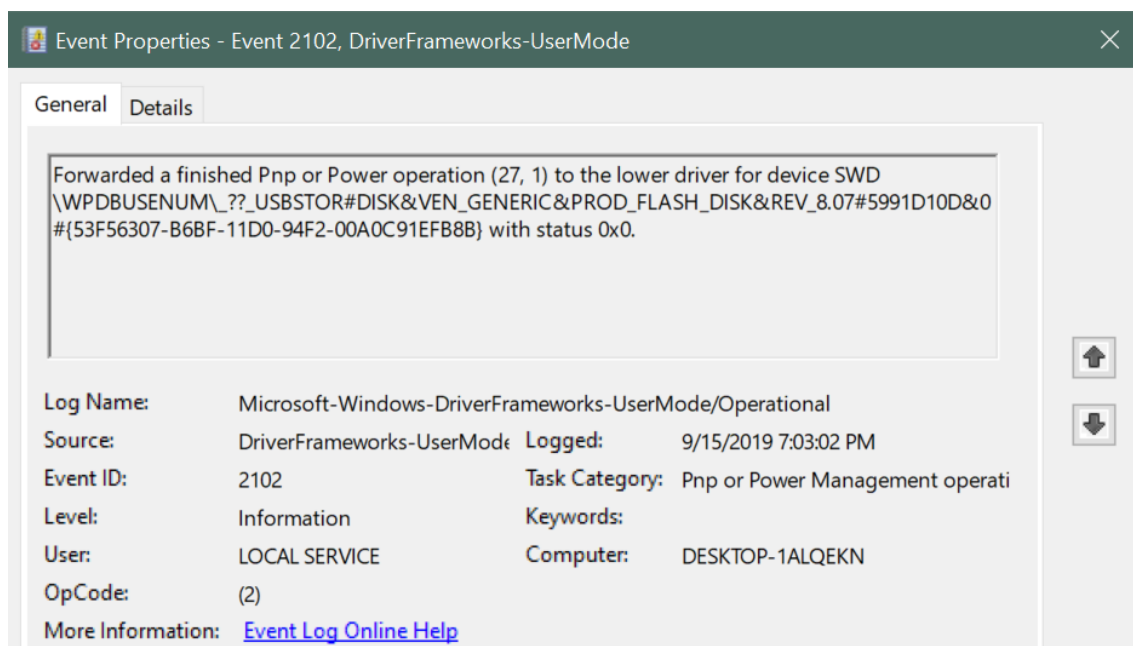 Event Properties - Event 2102, DriverFrameworks-UserMode
General Details
Forwarded a finished Pnp or Power operation (27, 1) to the lower driver for device SWD
\WPDBUSENUM\_??_USBSTOR#DISK&VEN_GENERIC&PROD_FLASH_DISK&REV_8.07#5991D10D&0
#{53F56307-B6BF-11D0-94F2-00A0C91EFB8B} with status 0x0.
Log Name: Microsoft-Windows-DriverFrameworks-UserMode/Operational
Source: DriverFrameworks-UserMode Logged: 9/15/2019 7:03:02 PM
Event ID: 2102 Task Category: Pnp or Power Management operati
Level: Information Keywords:
User: LOCAL SERVICE Computer: DESKTOP-1ALQEKN
OpCode: (2)
More Information: Event Log Online Help